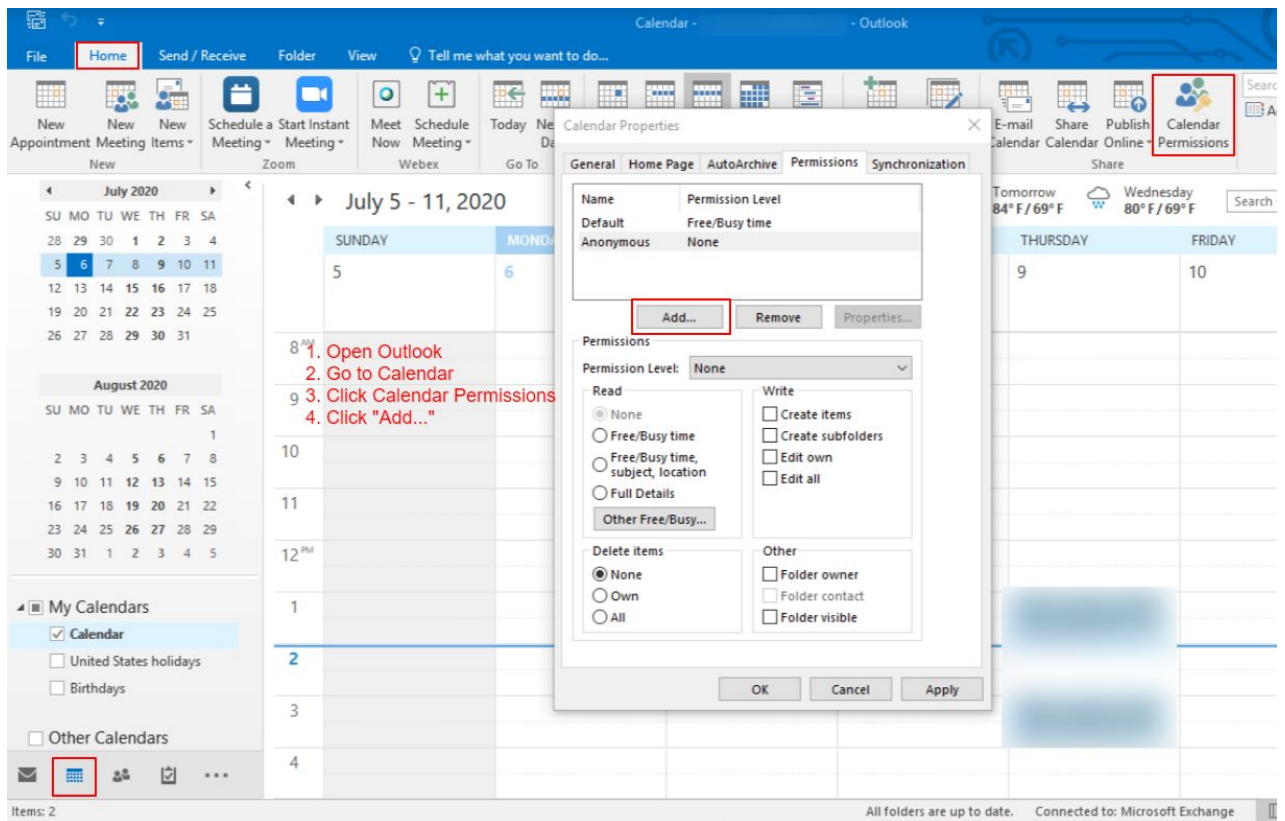 Calendar - - Outlook
File Home Send / Receive Folder View Tell me what you want to do...
New Appointment
New Meeting
New Items
New
Schedule a Meeting
Start Instant Meeting
Zoom
Meet Now
Schedule Meeting
Webex
Today
Go To
E-mail Calendar
Share Calendar
Publish Online
Calendar Permissions
Share
July 2020
SU MO TU WE TH FR SA
28 29 30 1 2 3 4
5 6 7 8 9 10 11
12 13 14 15 16 17 18
19 20 21 22 23 24 25
26 27 28 29 30 31
August 2020
SU MO TU WE TH FR SA
1
2 3 4 5 6 7 8
9 10 11 12 13 14 15
16 17 18 19 20 21 22
23 24 25 26 27 28 29
30 31 1 2 3 4 5
My Calendars
Calendar
United States holidays
Birthdays
Other Calendars
July 5 - 11, 2020
Tomorrow
84°F/69°F
Wednesday
80°F/69°F
Search
SUNDAY
THURSDAY
FRIDAY
5
6
9
10
8 AM
9
10
11
12 PM
1
2
3
4
1. Open Outlook
2. Go to Calendar
3. Click Calendar Permissions
4. Click "Add..."
Calendar Properties
General Home Page AutoArchive Permissions Synchronization
Name Permission Level
Default Free/Busy time
Anonymous None
Add... Remove Properties...
Permissions
Permission Level: None
Read
None
Free/Busy time
Free/Busy time,
subject, location
Full Details
Other Free/Busy...
Write
Create items
Create subfolders
Edit own
Edit all
Delete items
None
Own
All
Other
Folder owner
Folder contact
Folder visible
OK Cancel Apply
Items: 2
All folders are up to date. Connected to: Microsoft Exchange